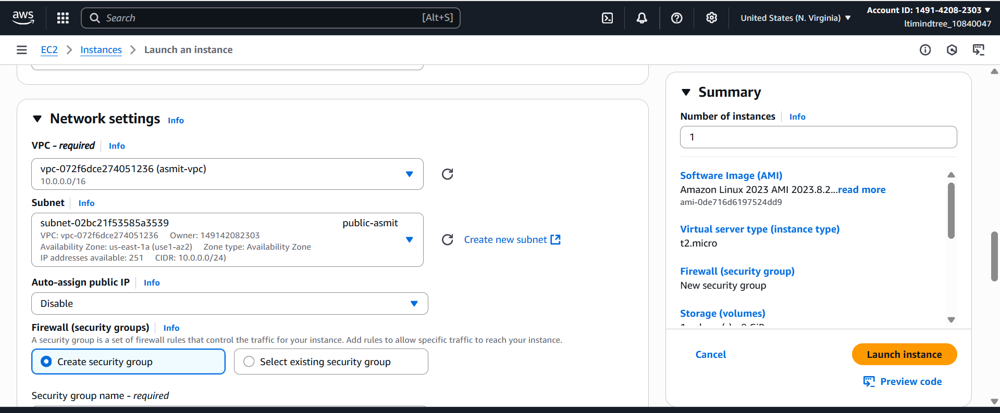 aws
Search [Alt+S]
United States (N. Virginia)
Account ID: 1491-4208-2303
ltimindtree_10840047
EC2
Instances
Launch an instance
Network settings Info
VPC - required Info
vpc-072f6dce274051236 (asmit-vpc)
10.0.0.0/16
Subnet Info
subnet-02bc21f53585a3539 public-asmit
VPC: vpc-072f6dce274051236 Owner: 149142082303
Availability Zone: us-east-1a (use1-az2) Zone type: Availability Zone
IP addresses available: 251 CIDR: 10.0.0.0/24)
Create new subnet
Auto-assign public IP Info
Disable
Firewall (security groups) Info
A security group is a set of firewall rules that control the traffic for your instance. Add rules to allow specific traffic to reach your instance.
Create security group
Select existing security group
Security group name - required
Summary
Number of instances Info
1
Software Image (AMI)
Amazon Linux 2023 AMI 2023.8.2...read more
ami-0de716d6197524dd9
Virtual server type (instance type)
t2.micro
Firewall (security group)
New security group
Storage (volumes)
Cancel
Launch instance
Preview code